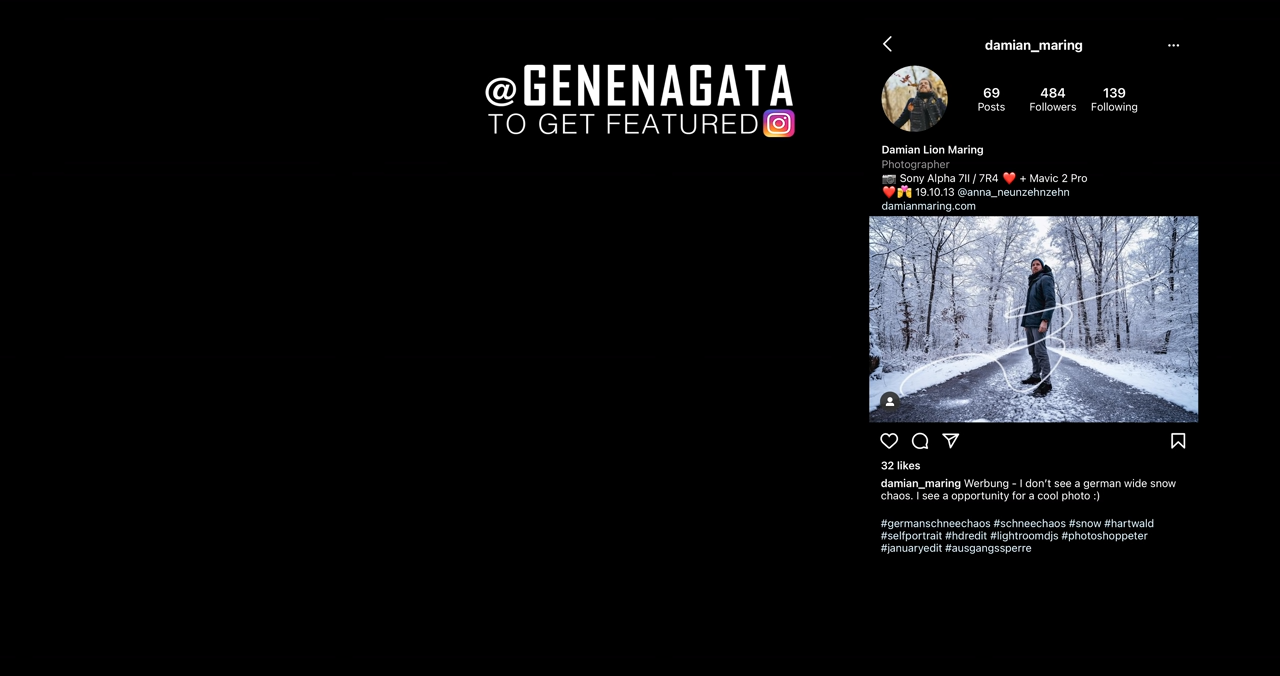 @GENENAGATA
TO GET FEATURED
damian_maring
69
484
139
Posts
Followers
Following
Damian Lion Maring
Photographer
📷 Sony Alpha 7II / 7R4 ❤️ + Mavic 2 Pro
❤️💏 19.10.13 @anna_neunzehnzehn
damianmaring.com
32 likes
damian_maring Werbung - I don't see a german wide snow
chaos. I see a opportunity for a cool photo :)
#germanschneechaos #schneechaos #snow #hartwald
#selfportrait #hdredit #lightroomdjs #photoshoppeter
#januaryedit #ausgangssperre